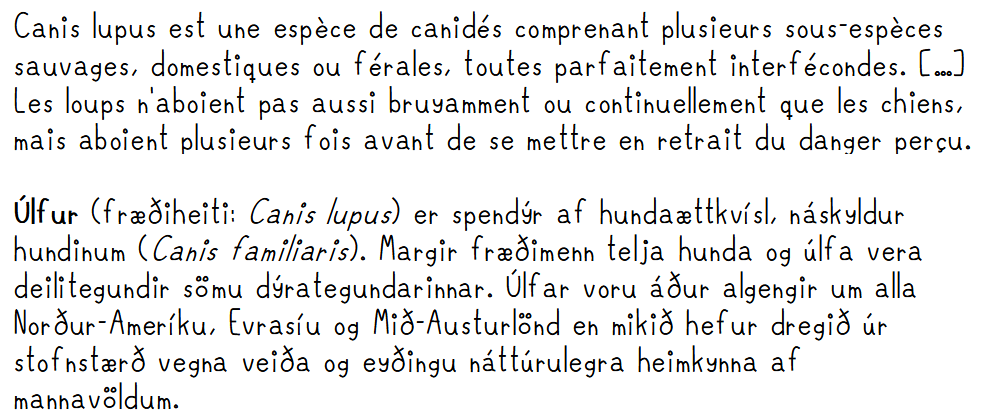 Canis lupus est une espèce de canidés comprenant plusieurs sous-espèces
sauvages, domestiques ou férales, toutes parfaitement interfécondes. […]
Les loups n'aboient pas aussi bruyamment ou continuellement que les chiens,
mais aboient plusieurs fois avant de se mettre en retrait du danger perçu.
Úlfur (fræðiheiti: Canis lupus) er spendýr af hundaættkvísl, náskyldur
hundinum (Canis familiaris). Margir fræðimenn telja hunda og úlfa vera
deilitegundir sömu dýrategundarinnar. Úlfar voru áður algengir um alla
Norður-Ameríku, Evrasíu og Mið-Austurlönd en mikið hefur dregið úr
stofnstærð vegna veiða og eyðingu náttúrulegra heimkynna af
mannavöldum.